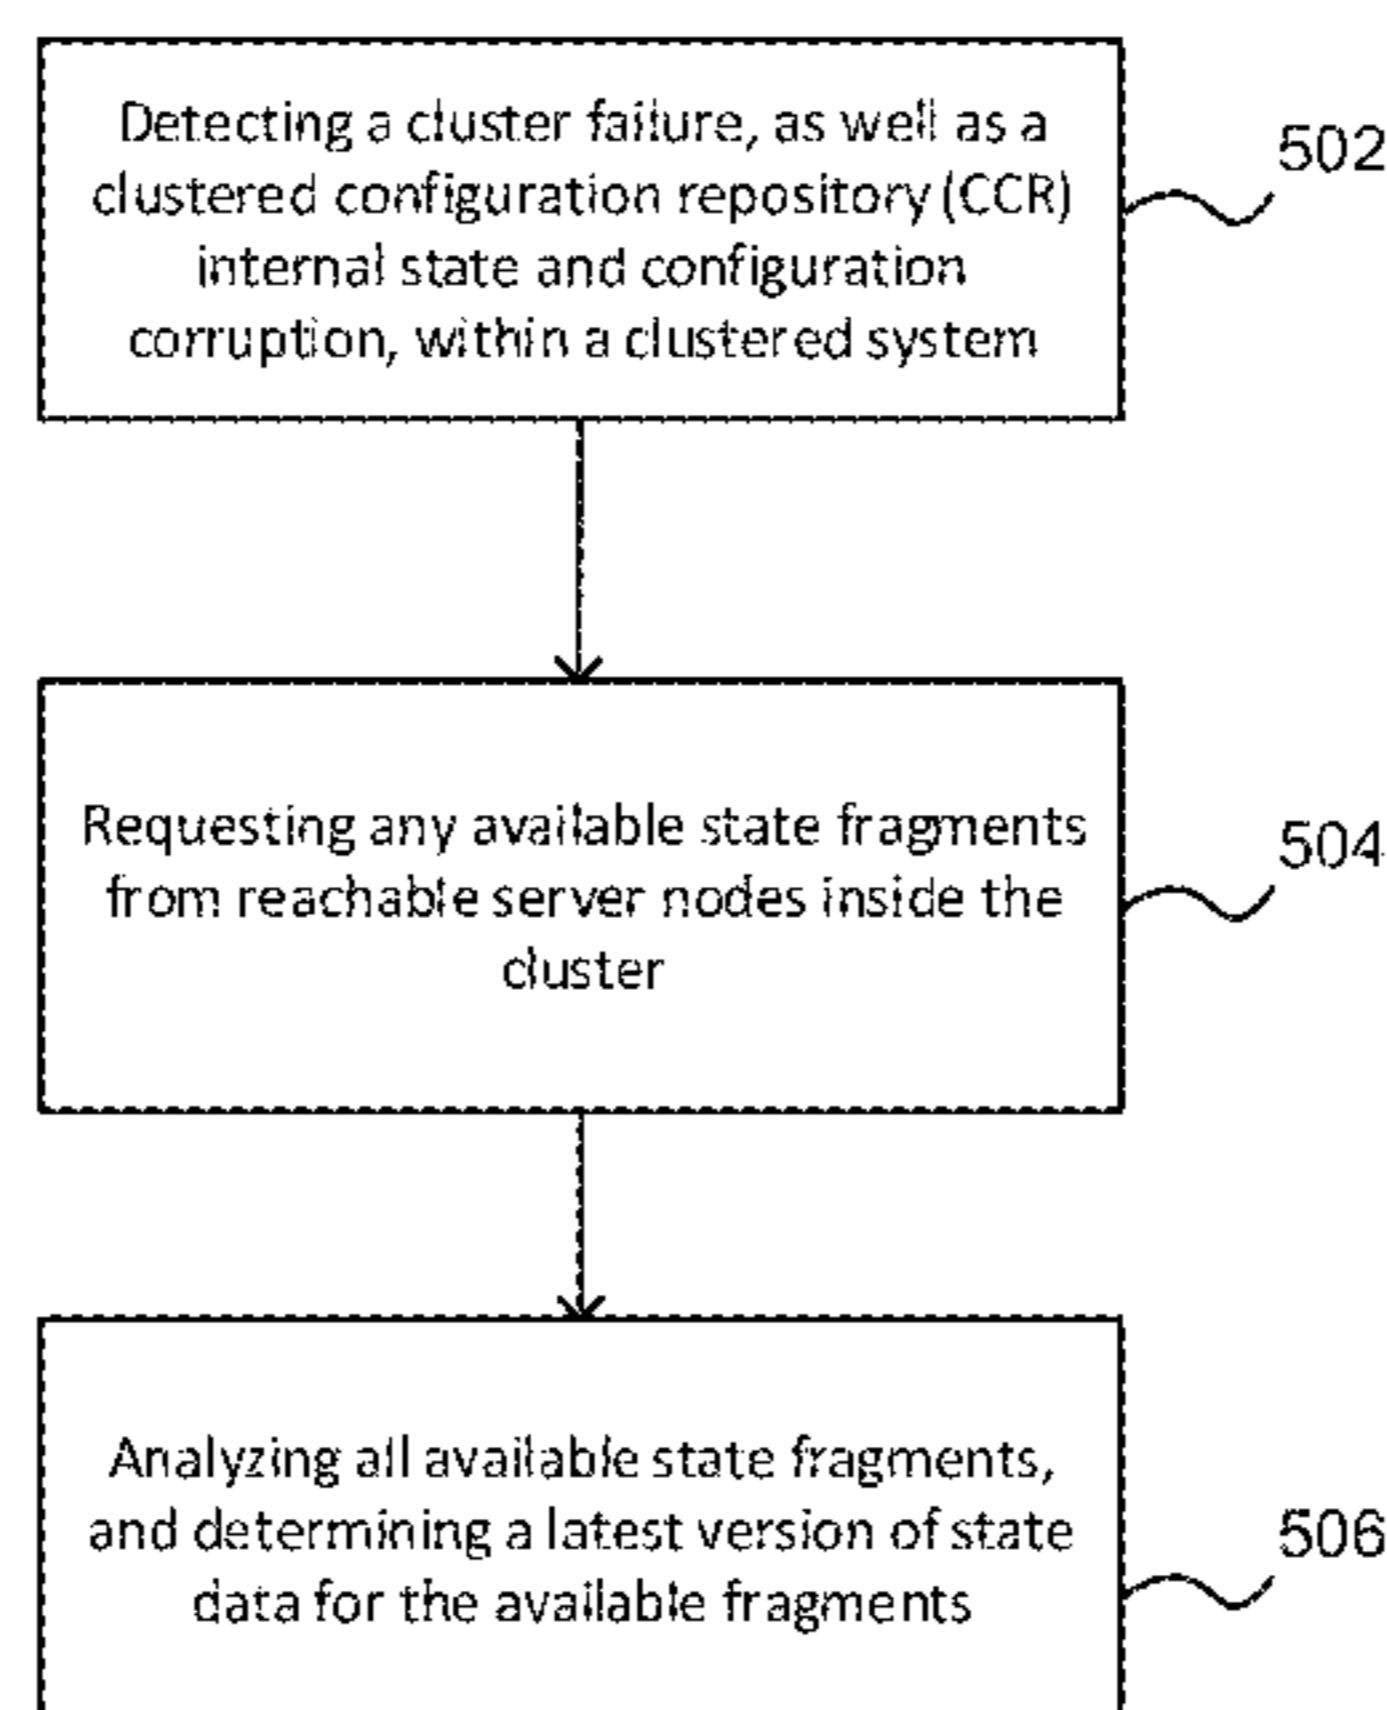 Detecting a cluster failure, as well as a
clustered configuration repository (CCR)
internal state and configuration
corruption, within a clustered system
502
Requesting any available state fragments
from reachable server nodes inside the
cluster
504
Analyzing all available state fragments,
and determining a latest version of state
data for the available fragments
506